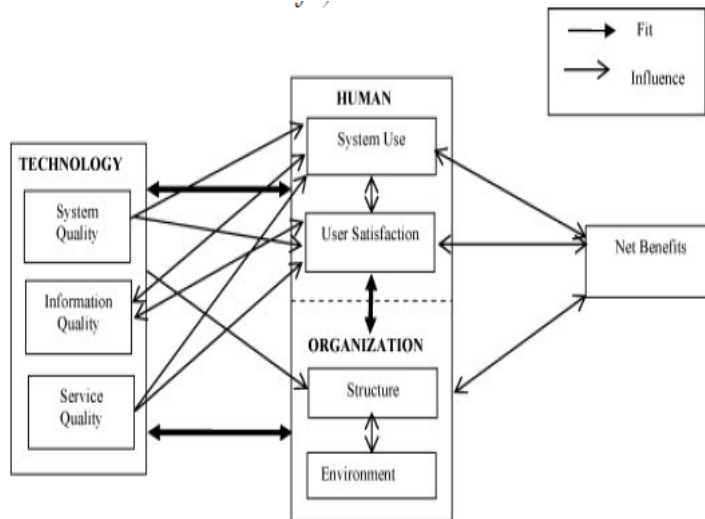 Fit
Influence
HUMAN
System Use
TECHNOLOGY
System
Quality
User Satisfaction
Net Benefits
Information
Quality
ORGANIZATION
Service
Quality
Structure
Environment